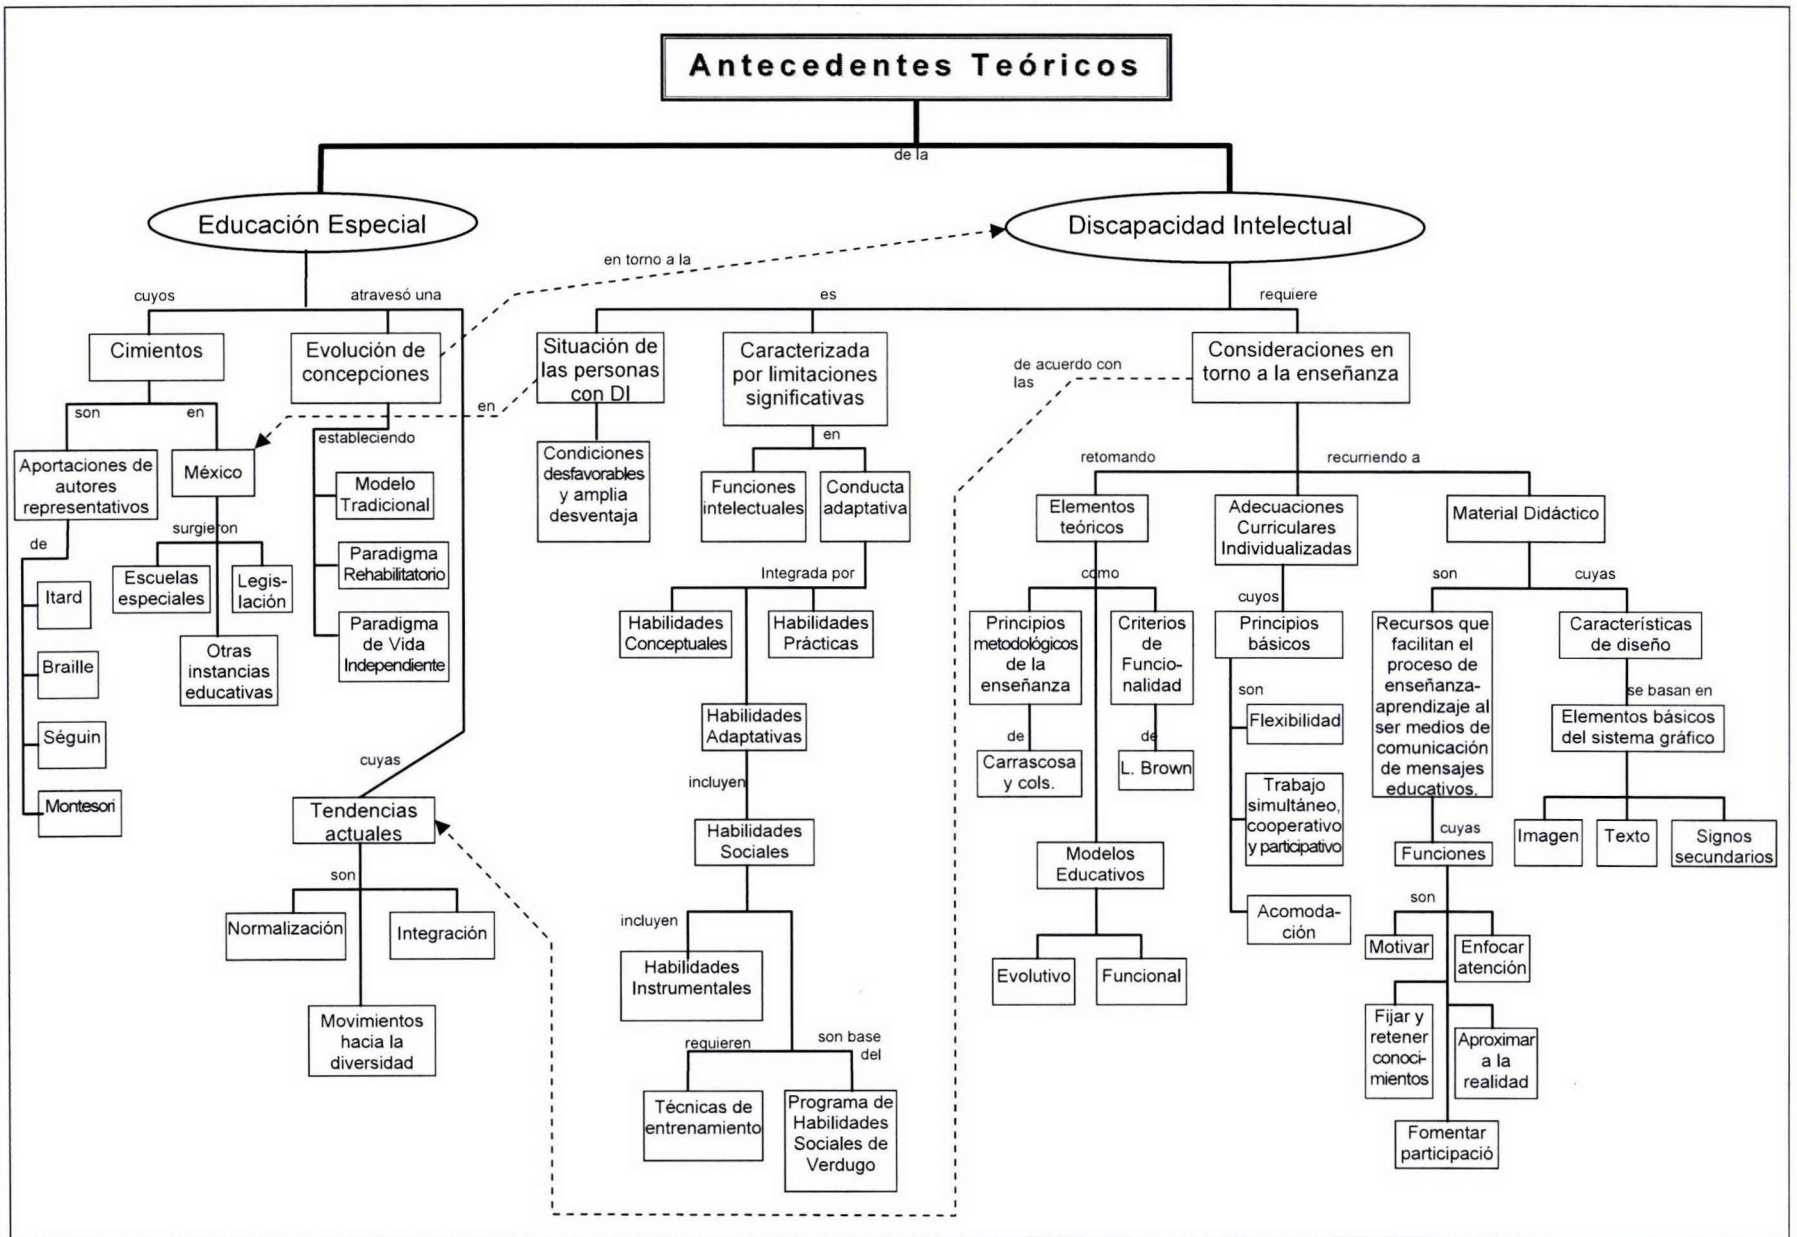 Antecedentes Teóricos
de la
Educación Especial
Discapacidad Intelectual
en torno a la
cuyos
atravesó una
es
requiere
Cimientos
Evolución de
concepciones
Situación de
las personas
con DI
Caracterizada
por limitaciones
significativas
de acuerdo con
las
Consideraciones en
torno a la enseñanza
son
en
en
estableciendo
en
Aportaciones de
autores
representativos
México
Modelo
Tradicional
Condiciones
desfavorables
y amplia
desventaja
Funciones
intelectuales
Conducta
adaptativa
retomando
recurriendo a
Elementos
teóricos
Adecuaciones
Curriculares
Individualizadas
Material Didáctico
de
surgieron
Escuelas
especiales
Legis-
lación
Otras
instancias
educativas
Paradigma
Rehabilitatorio
Paradigma
de Vida
Independiente
Itard
Braille
Séguin
Montesori
Integrada por
Habilidades
Conceptuales
Habilidades
Prácticas
Habilidades
Adaptativas
incluyen
Habilidades
Sociales
incluyen
Habilidades
Instrumentales
requieren
son base
del
Técnicas de
entrenamiento
Programa de
Habilidades
Sociales de
Verdugo
cuyas
Tendencias
actuales
son
Normalización
Integración
Movimientos
hacia la
diversidad
como
Principios
metodológicos
de la
enseñanza
Criterios
de
Funcio-
nalidad
de
de
Carrascosa
y cols.
L. Brown
Modelos
Educativos
Evolutivo
Funcional
cuyos
Principios
básicos
son
Flexibilidad
Trabajo
simultáneo,
cooperativo
y participativo
Acomoda-
ción
son
cuyas
Recursos que
facilitan el
proceso de
enseñanza-
aprendizaje al
ser medios de
comunicación
de mensajes
educativos.
Características
de diseño
se basan en
Elementos básicos
del sistema gráfico
Imagen
Texto
Signos
secundarios
cuyas
Funciones
son
Motivar
Enfocar
atención
Fijar y
retener
conoci-
mientos
Aproximar
a la
realidad
Fomentar
participació